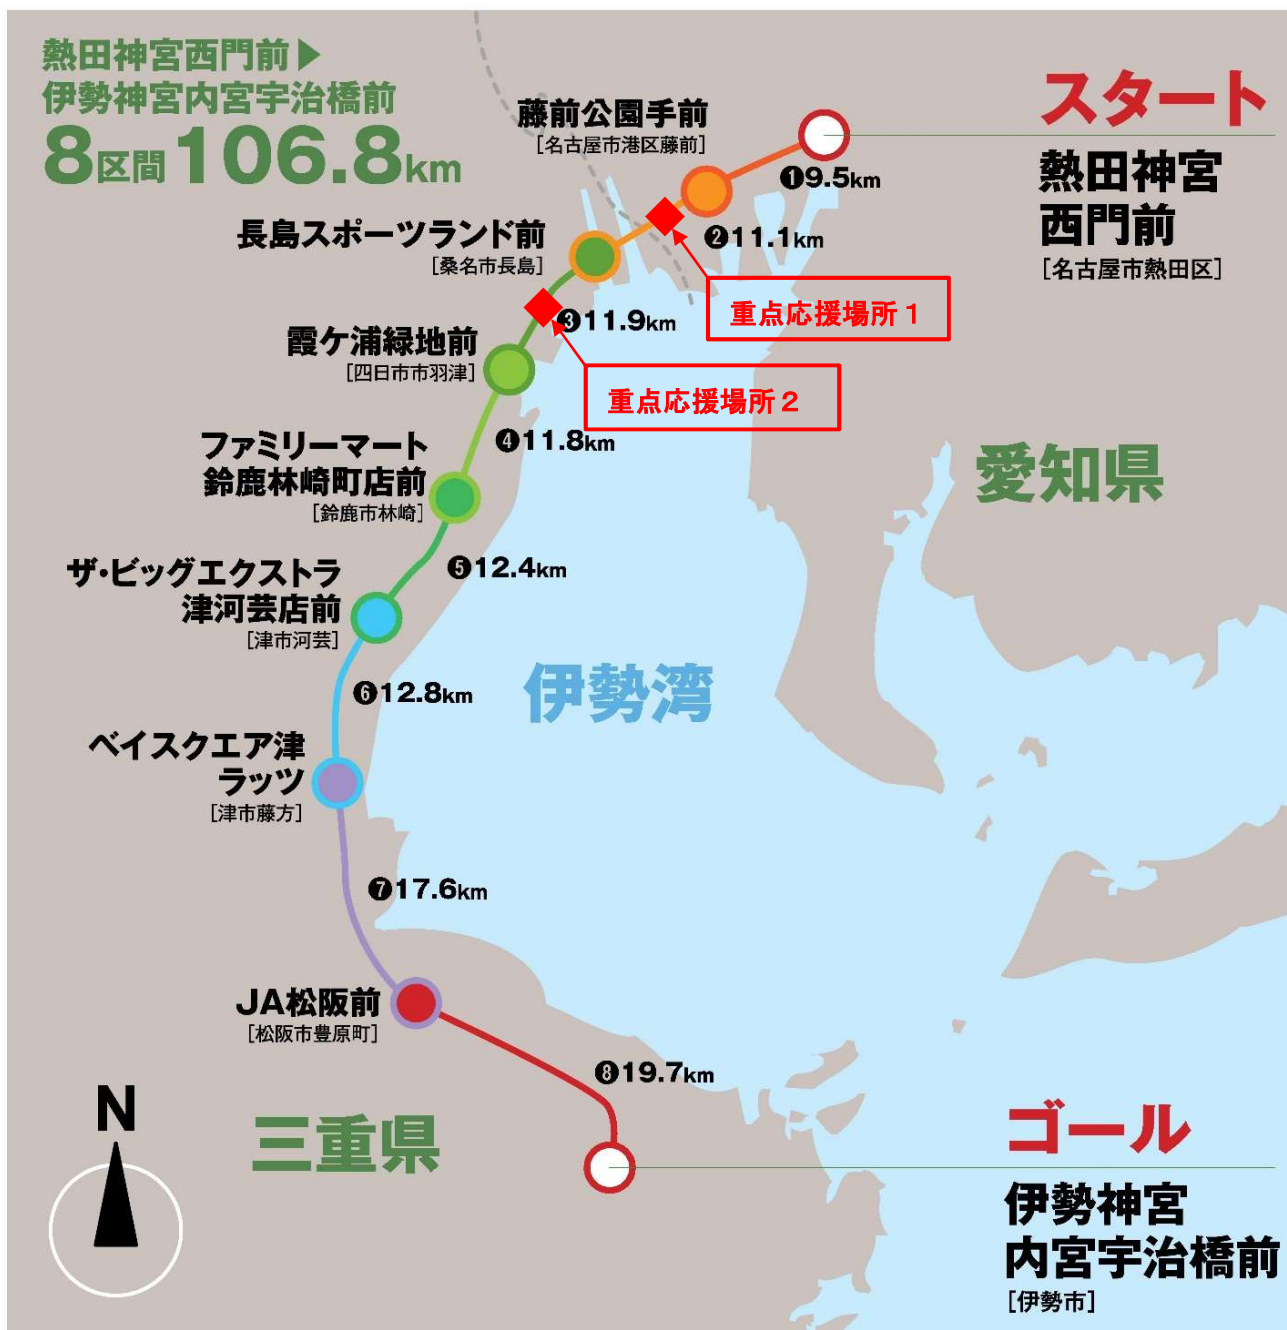 熱田神宮西門前▶
伊勢神宮内宮宇治橋前
8区間106.8km
スタート
熱田神宮
西門前
[名古屋市熱田区]
藤前公園手前
[名古屋市港区藤前]
❶9.5km
❷11.1km
長島スポーツランド前
[桑名市長島]
重点応援場所1
❸11.9km
霞ケ浦緑地前
[四日市市羽津]
重点応援場所2
❹11.8km
ファミリーマート
鈴鹿林崎町店前
[鈴鹿市林崎]
愛知県
❺12.4km
ザ・ビッグエクストラ
津河芸店前
[津市河芸]
伊勢湾
❻12.8km
ベイスクエア津
ラッツ
[津市藤方]
❼17.6km
JA松阪前
[松阪市豊原町]
❽19.7km
N
三重県
ゴール
伊勢神宮
内宮宇治橋前
[伊勢市]